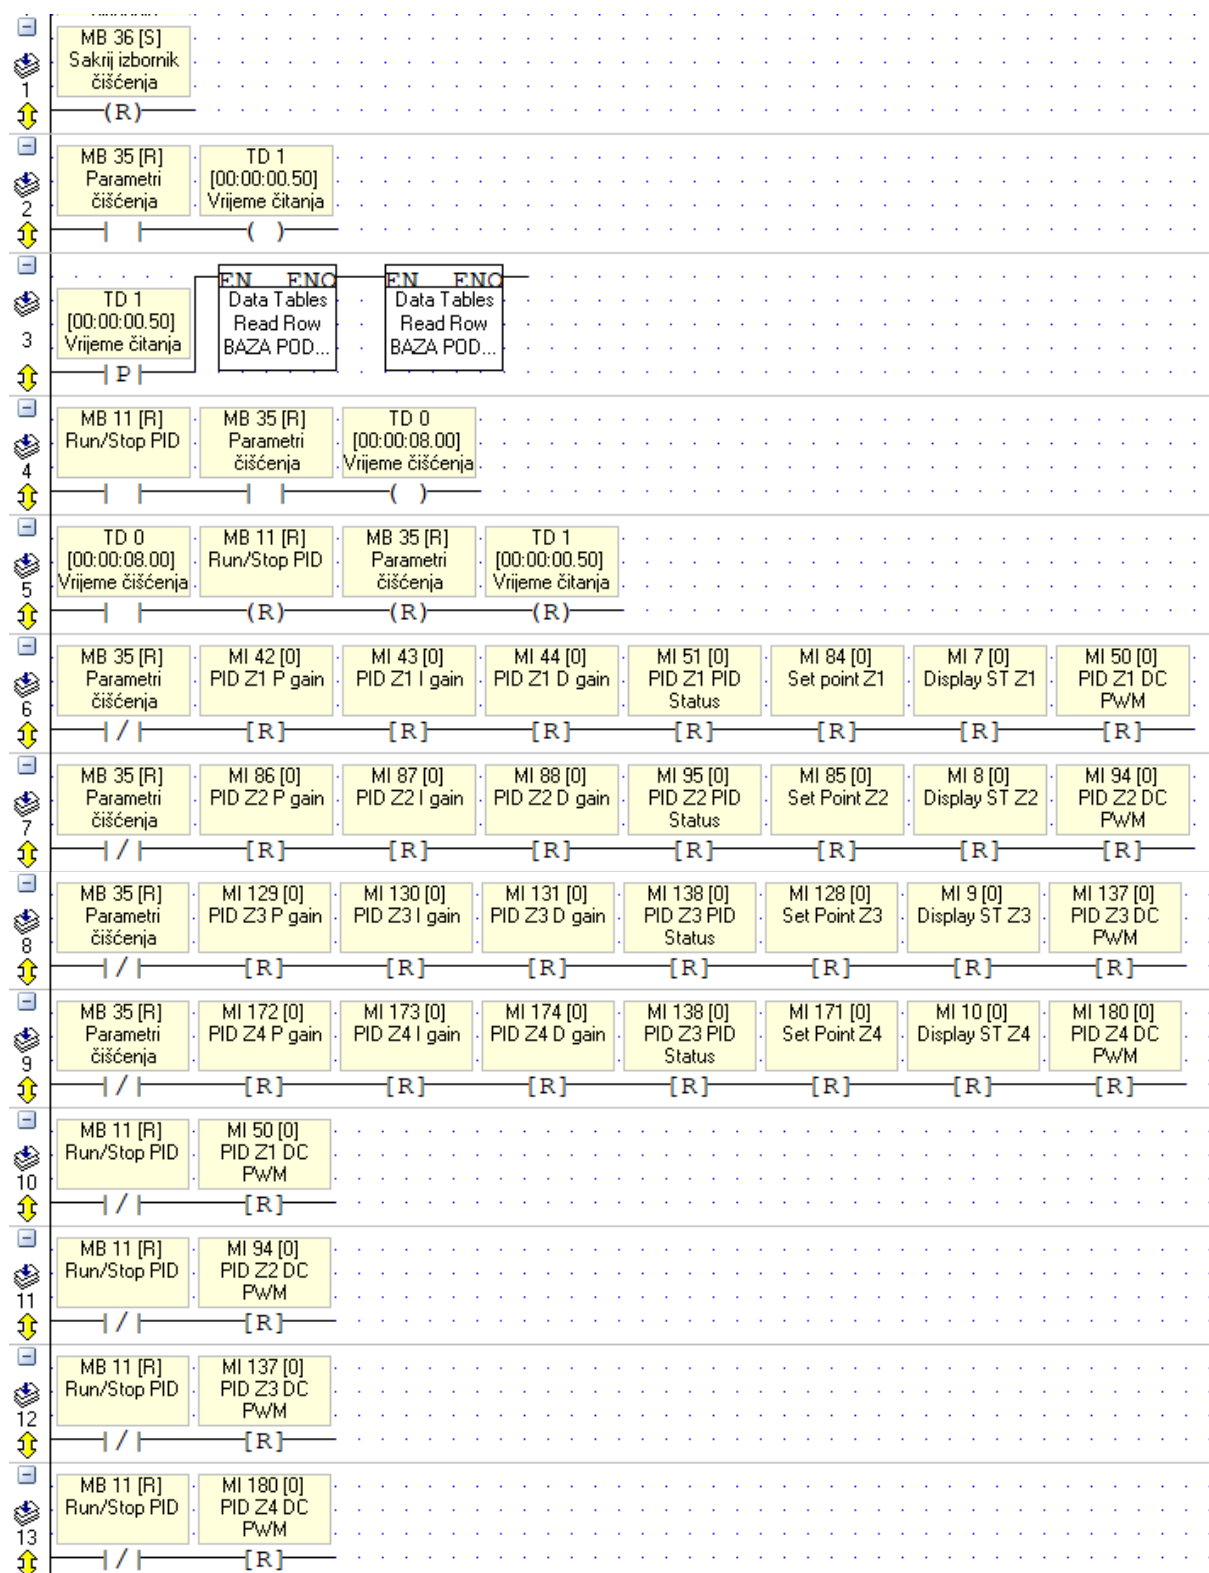 MB 36 [S]
Sakrij izbornik
čišćenja
1
(R)
MB 35 [R] TD 1
Parametri [00:00:00.50]
čišćenja Vrijeme čitanja
2
( )
EN ENO EN ENO
TD 1 Data Tables Data Tables
[00:00:00.50] Read Row Read Row
Vrijeme čitanja BAZA POD... BAZA POD...
3
P
MB 11 [R] MB 35 [R] TD 0
Run/Stop PID Parametri [00:00:08.00]
čišćenja Vrijeme čišćenja
4
( )
TD 0 MB 11 [R] MB 35 [R] TD 1
[00:00:08.00] Run/Stop PID Parametri [00:00:00.50]
Vrijeme čišćenja čišćenja Vrijeme čitanja
5
(R) (R) (R)
MB 35 [R] MI 42 [0] MI 43 [0] MI 44 [0] MI 51 [0] MI 84 [0] MI 7 [0] MI 50 [0]
Parametri PID Z1 P gain PID Z1 I gain PID Z1 D gain PID Z1 PID Set point Z1 Display ST Z1 PID Z1 DC
čišćenja Status PWM
6
/ [R] [R] [R] [R] [R] [R] [R]
MB 35 [R] MI 86 [0] MI 87 [0] MI 88 [0] MI 95 [0] MI 85 [0] MI 8 [0] MI 94 [0]
Parametri PID Z2 P gain PID Z2 I gain PID Z2 D gain PID Z2 PID Set Point Z2 Display ST Z2 PID Z2 DC
čišćenja Status PWM
7
/ [R] [R] [R] [R] [R] [R] [R]
MB 35 [R] MI 129 [0] MI 130 [0] MI 131 [0] MI 138 [0] MI 128 [0] MI 9 [0] MI 137 [0]
Parametri PID Z3 P gain PID Z3 I gain PID Z3 D gain PID Z3 PID Set Point Z3 Display ST Z3 PID Z3 DC
čišćenja Status PWM
8
/ [R] [R] [R] [R] [R] [R] [R]
MB 35 [R] MI 172 [0] MI 173 [0] MI 174 [0] MI 138 [0] MI 171 [0] MI 10 [0] MI 180 [0]
Parametri PID Z4 P gain PID Z4 I gain PID Z4 D gain PID Z3 PID Set Point Z4 Display ST Z4 PID Z4 DC
čišćenja Status PWM
9
/ [R] [R] [R] [R] [R] [R] [R]
MB 11 [R] MI 50 [0]
Run/Stop PID PID Z1 DC
PWM
10
/ [R]
MB 11 [R] MI 94 [0]
Run/Stop PID PID Z2 DC
PWM
11
/ [R]
MB 11 [R] MI 137 [0]
Run/Stop PID PID Z3 DC
PWM
12
/ [R]
MB 11 [R] MI 180 [0]
Run/Stop PID PID Z4 DC
PWM
13
/ [R]